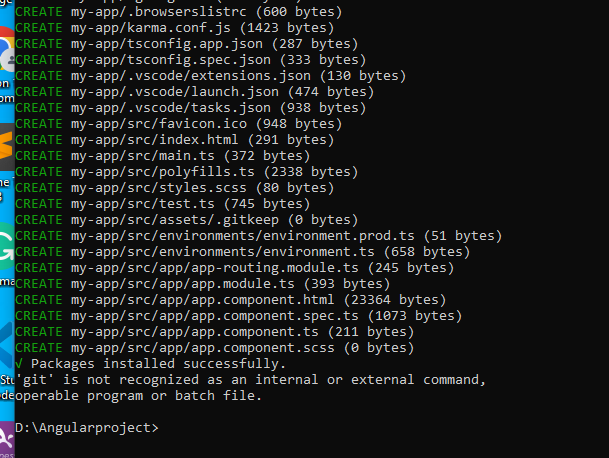 CREATE my-app/.browserslistrc (600 bytes)
CREATE my-app/karma.conf.js (1423 bytes)
CREATE my-app/tsconfig.app.json (287 bytes)
CREATE my-app/tsconfig.spec.json (333 bytes)
CREATE my-app/.vscode/extensions.json (130 bytes)
CREATE my-app/.vscode/launch.json (474 bytes)
CREATE my-app/.vscode/tasks.json (938 bytes)
CREATE my-app/src/favicon.ico (948 bytes)
CREATE my-app/src/index.html (291 bytes)
CREATE my-app/src/main.ts (372 bytes)
CREATE my-app/src/polyfills.ts (2338 bytes)
CREATE my-app/src/styles.scss (80 bytes)
CREATE my-app/src/test.ts (745 bytes)
CREATE my-app/src/assets/.gitkeep (0 bytes)
CREATE my-app/src/environments/environment.prod.ts (51 bytes)
CREATE my-app/src/environments/environment.ts (658 bytes)
CREATE my-app/src/app/app-routing.module.ts (245 bytes)
CREATE my-app/src/app/app.module.ts (393 bytes)
CREATE my-app/src/app/app.component.html (23364 bytes)
CREATE my-app/src/app/app.component.spec.ts (1073 bytes)
CREATE my-app/src/app/app.component.ts (211 bytes)
CREATE my-app/src/app/app.component.scss (0 bytes)
√ Packages installed successfully.
'git' is not recognized as an internal or external command,
operable program or batch file.
D:\Angularproject>